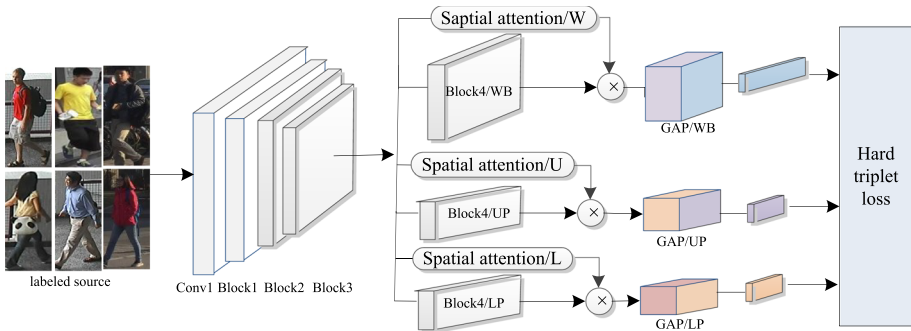 Saptial attention/W
Block4/WB
×
GAP/WB
Spatial attention/U
Block4/UP
×
GAP/UP
Spatial attention/L
Block4/LP
×
GAP/LP
Hard
triplet
loss
labeled source
Conv1 Block1 Block2 Block3